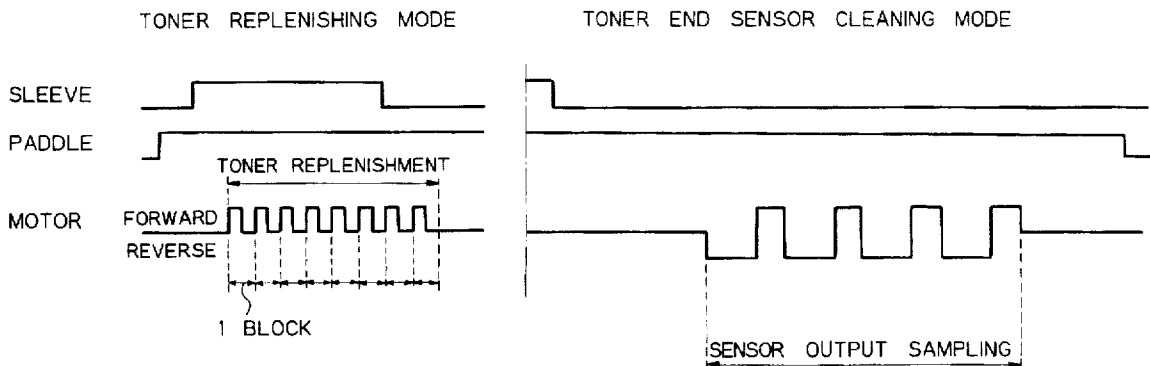 TONER REPLENISHING MODE
TONER END SENSOR CLEANING MODE
SLEEVE
PADDLE
TONER REPLENISHMENT
MOTOR
FORWARD
REVERSE
1 BLOCK
SENSOR OUTPUT SAMPLING